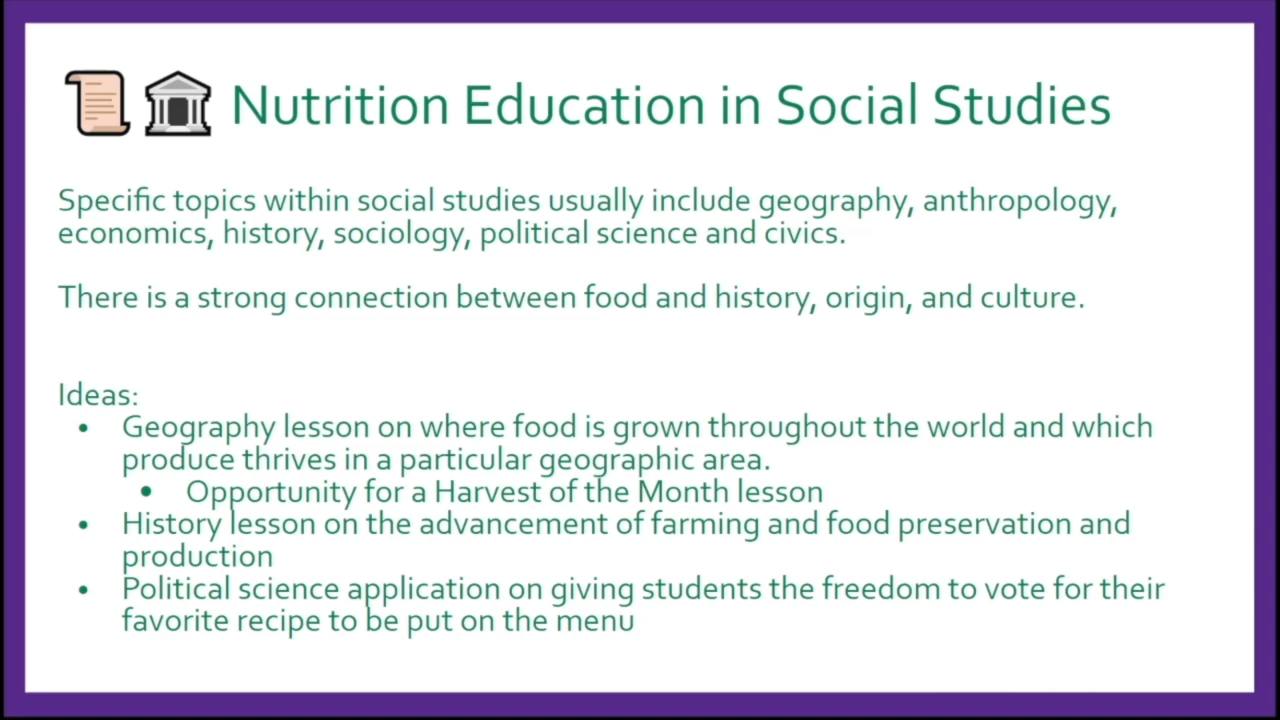 Nutrition Education in Social Studies
Specific topics within social studies usually include geography, anthropology,
economics, history, sociology, political science and civics.
There is a strong connection between food and history, origin, and culture.
Ideas:
• Geography lesson on where food is grown throughout the world and which
produce thrives in a particular geographic area.
• Opportunity for a Harvest of the Month lesson
• History lesson on the advancement of farming and food preservation and
production
• Political science application on giving students the freedom to vote for their
favorite recipe to be put on the menu